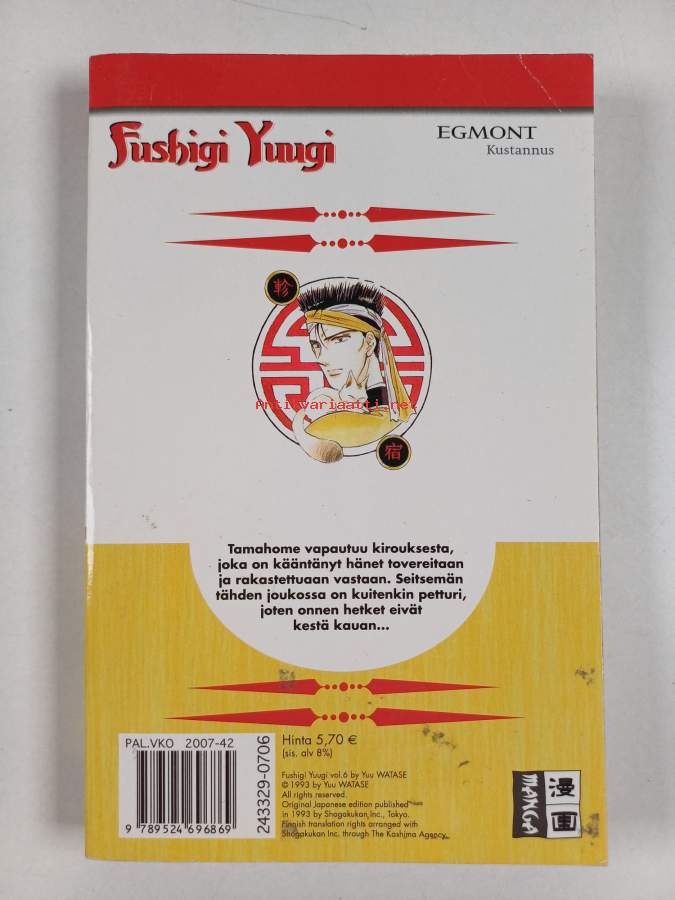 Fushigi Yuugi
EGMONT
Kustannus
軫
Antikvariaatti.net
宿
Tamahome vapautuu kirouksesta,
joka on kääntänyt hänet tovereitaan
ja rakastettuaan vastaan. Seitsemän
tähden joukossa on kuitenkin petturi,
joten onnen hetket eivät
kestä kauan...
PAL.VKO 2007-42
9 789524 696869
243329-0706
Hinta 5,70 €
(sis. alv 8%)
Fushigi Yuugi vol.6 by Yuu WATASE
© 1993 by Yuu WATASE
All rights reserved.
Original Japanese edition published
in 1993 by Shogakukan, Inc., Tokyo.
Finnish translation rights arranged with
Shogakukan Inc. through The Kashima Agency.
MANGA
漫画